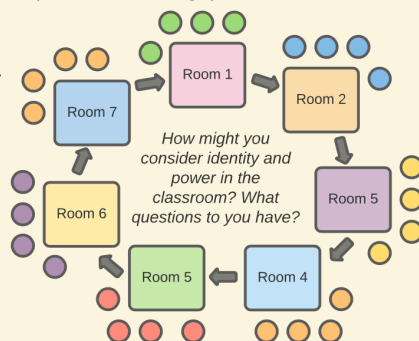 Room 1
Room 2
Room 7
How might you
consider identity and
power in the
classroom? What
questions to you have?
Room 5
Room 6
Room 5
Room 4